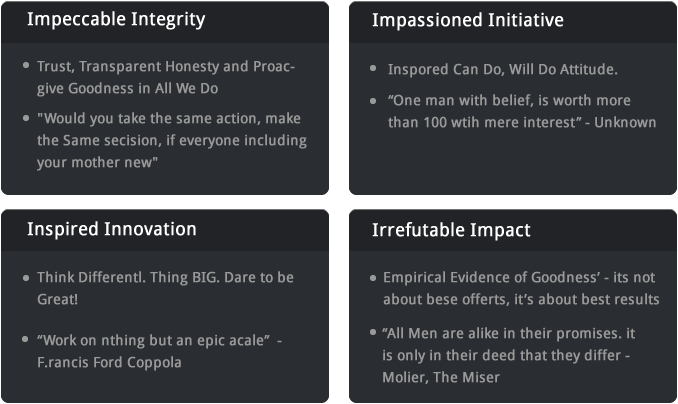 Impeccable Integrity
Trust, Transparent Honesty and Proac-
give Goodness in All We Do
"Would you take the same action, make
the Same secision, if everyone including
your mother new"
Impassioned Initiative
Inspored Can Do, Will Do Attitude.
“One man with belief, is worth more
than 100 wtih mere interest” - Unknown
Inspired Innovation
Think Differentl. Thing BIG. Dare to be
Great!
“Work on nthing but an epic acale” -
F.rancis Ford Coppola
Irrefutable Impact
Empirical Evidence of Goodness’ - its not
about bese offerts, it’s about best results
“All Men are alike in their promises. it
is only in their deed that they differ -
Molier, The Miser